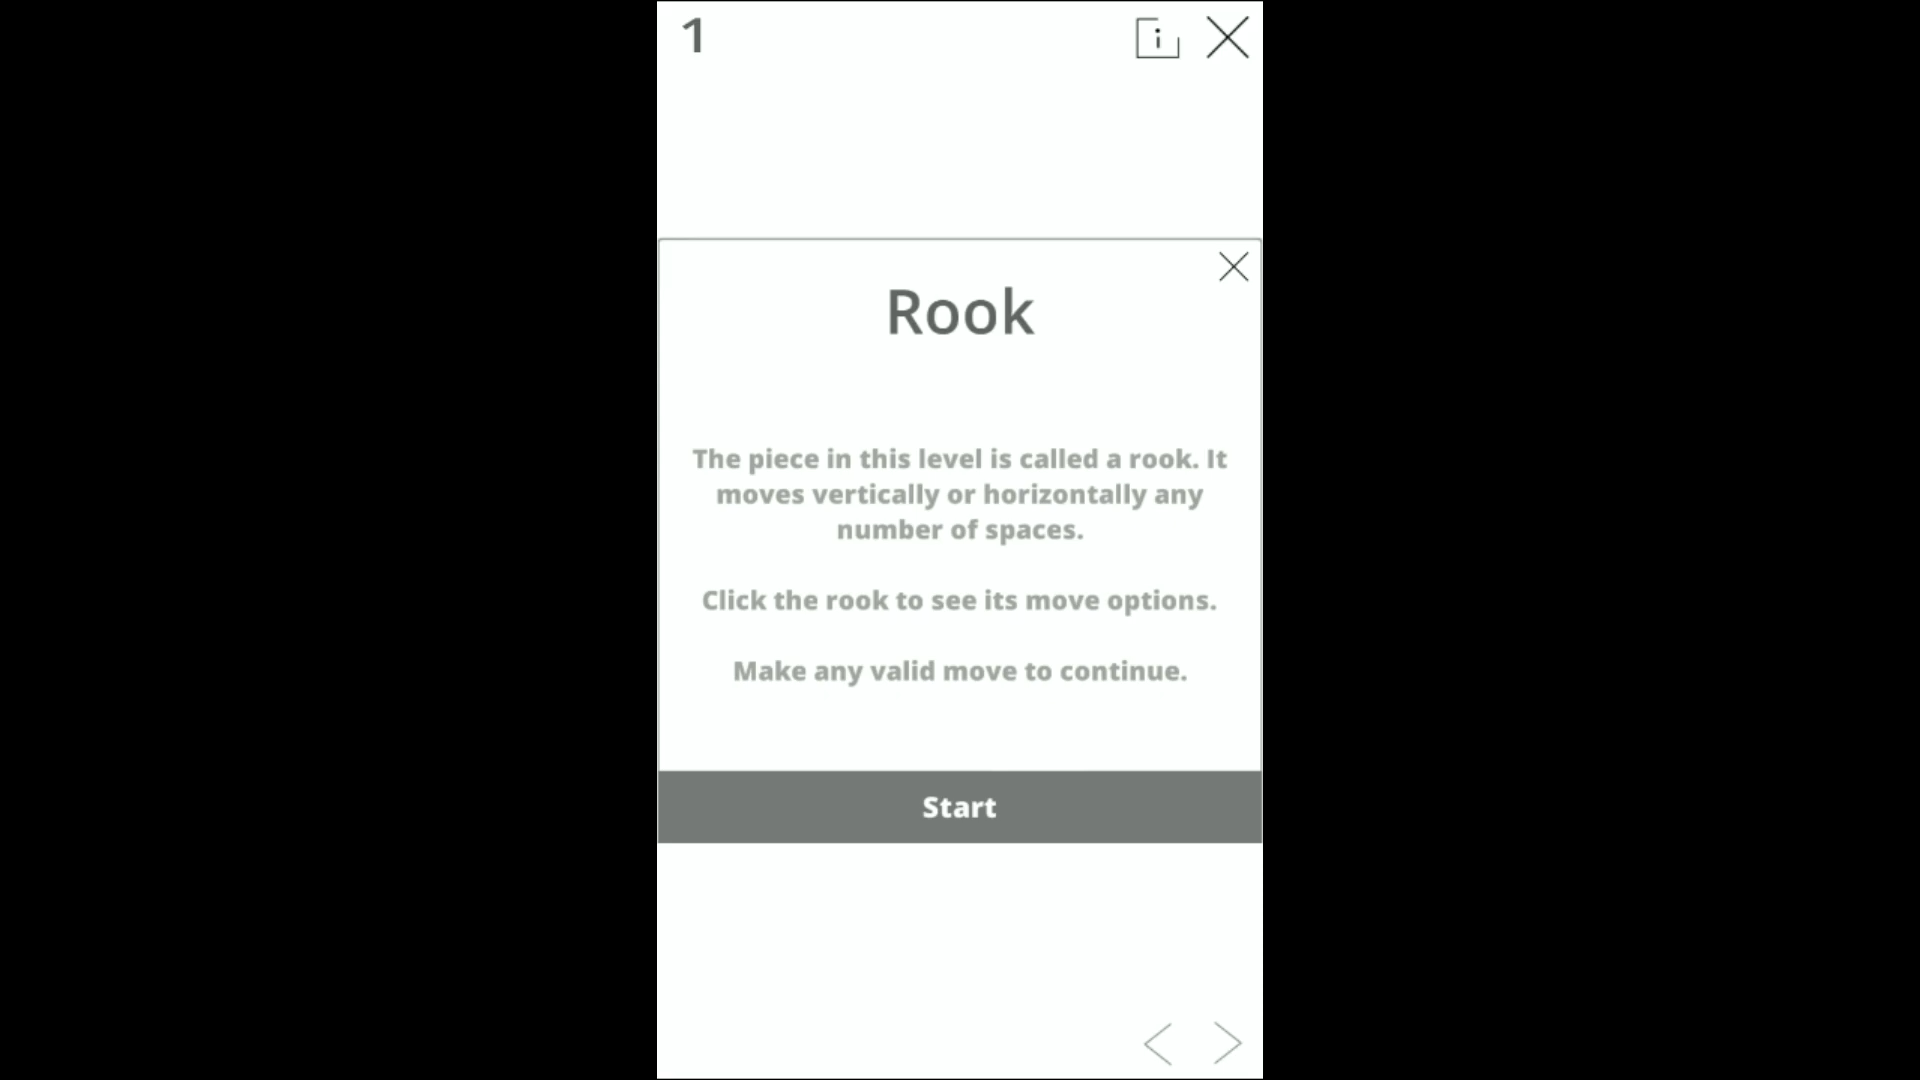 1
i
Rook
The piece in this level is called a rook. It
moves vertically or horizontally any
number of spaces.
Click the rook to see its move options.
Make any valid move to continue.
Start